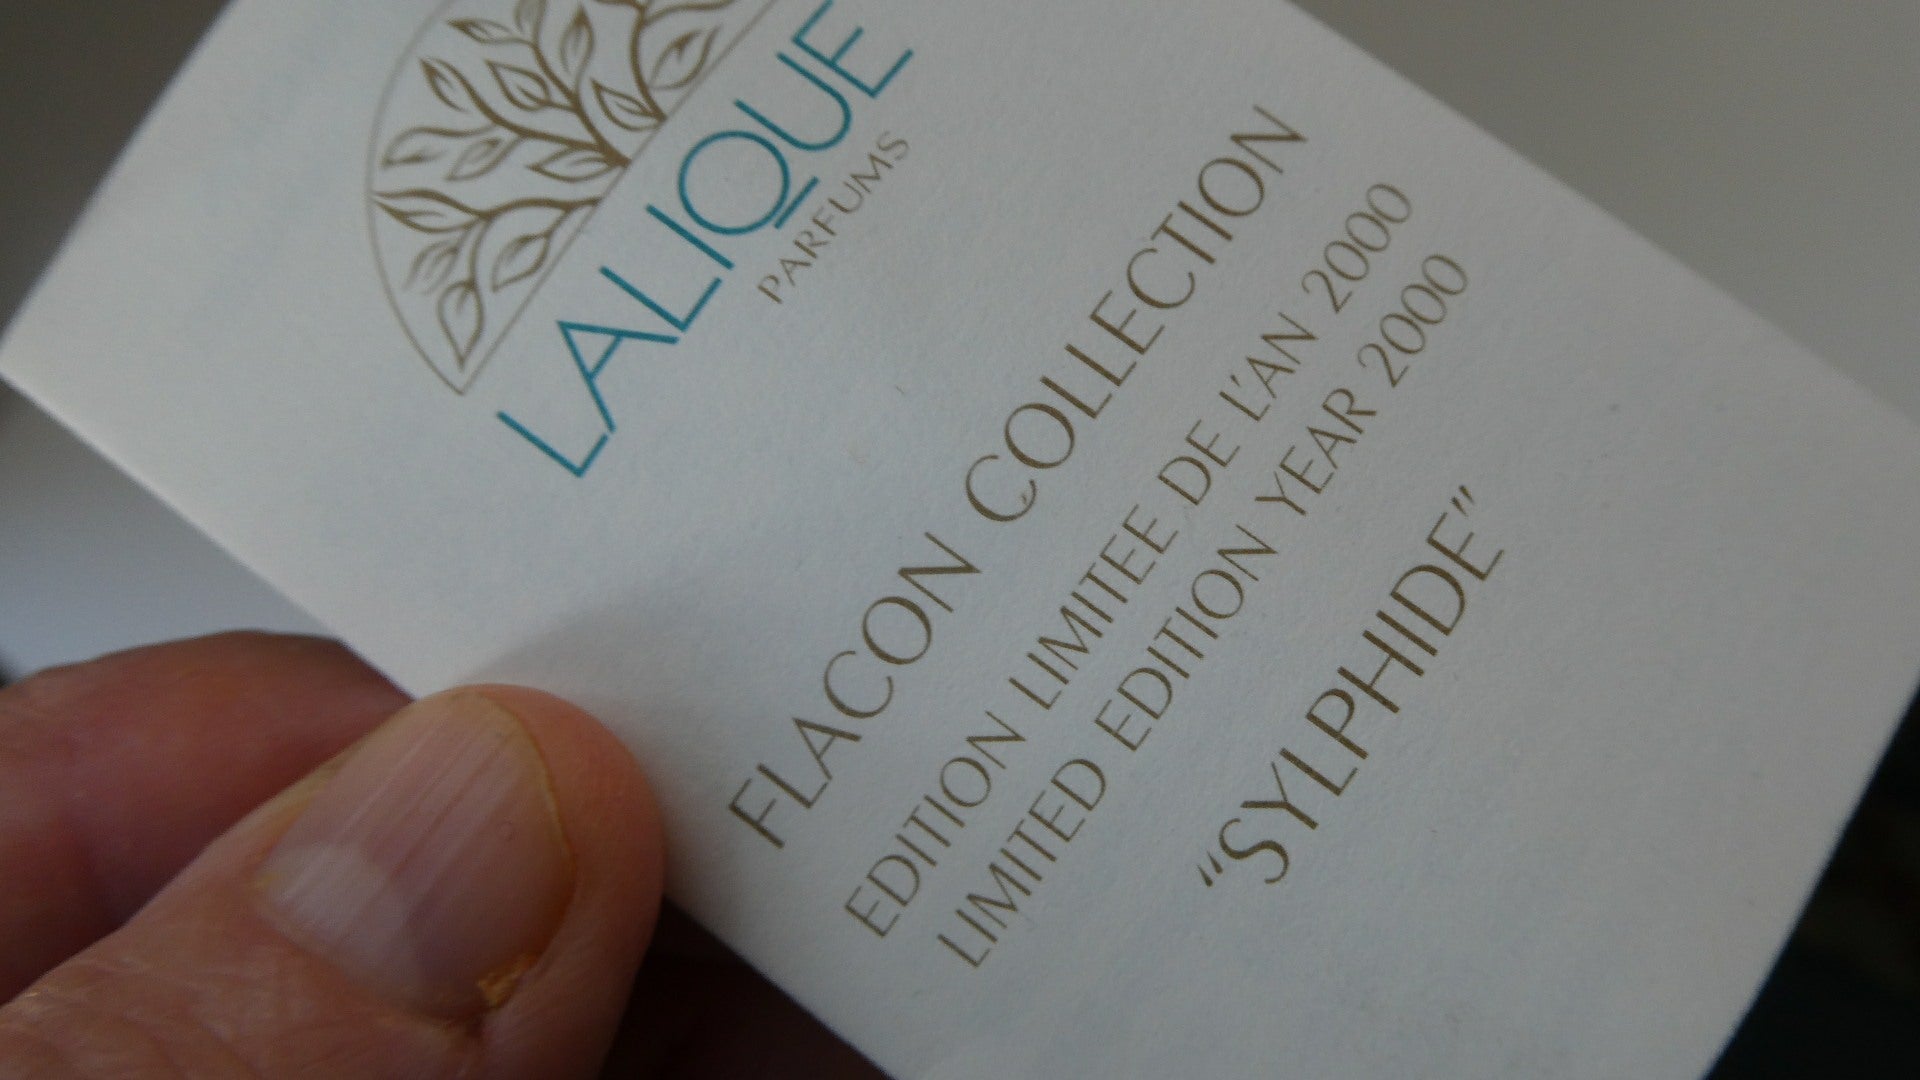 LALIQUE
PARFUMS
FLACON COLLECTION
EDITION LIMITEE DE L'AN 2000
LIMITED EDITION YEAR 2000
"SYLPHIDE"